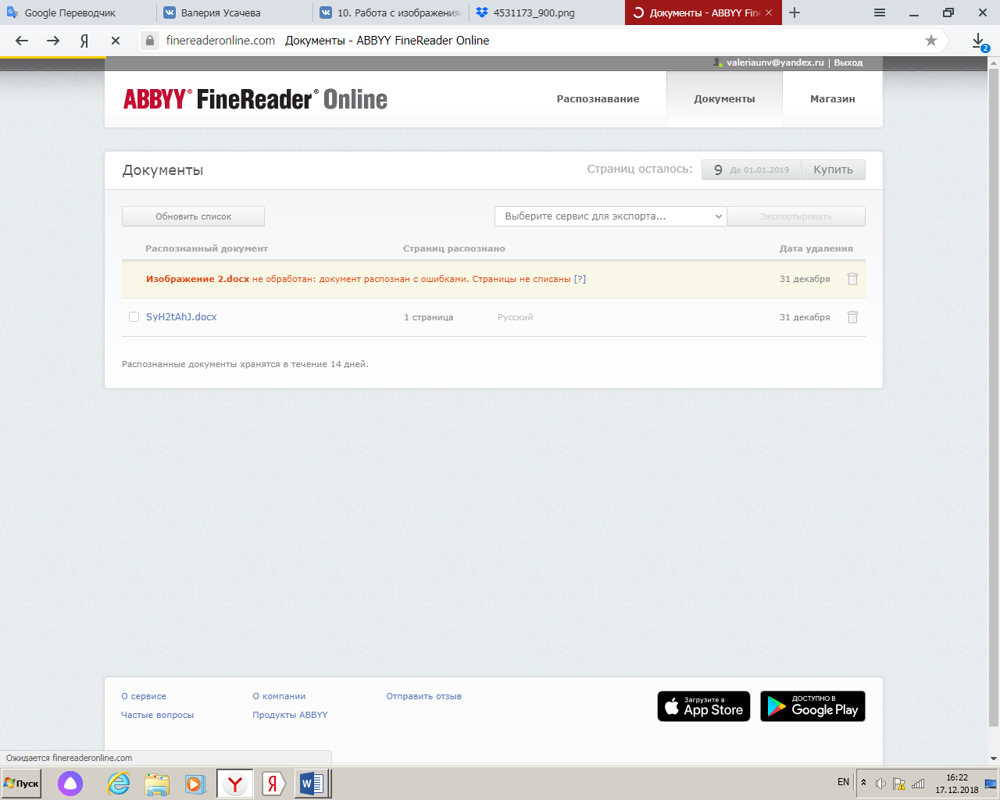 Google Переводчик
Валерия Усачева
10. Работа с изображения
4531173_900.png
Документы - ABBYY Fin
finereaderonline.com Документы - ABBYY FineReader Online
2
valeriaunv@yandex.ru | Выход
ABBYY® FineReader® Online
Распознавание
Документы
Магазин
Документы
Страниц осталось:
9 До 01.01.2019
Купить
Обновить список
Выберите сервис для экспорта...
Экспортировать
Распознанный документ
Страниц распознано
Дата удаления
Изображение 2.docx не обработан: документ распознан с ошибками. Страницы не списаны [?]
31 декабря
SyH2tAhJ.docx
1 страница
Русский
31 декабря
Распознанные документы хранятся в течение 14 дней.
О сервисе
О компании
Отправить отзыв
Частые вопросы
Продукты ABBYY
Загрузите в
App Store
ДОСТУПНО В
Google Play
Ожидается finereaderonline.com
Пуск
EN
16:22
17.12.2018